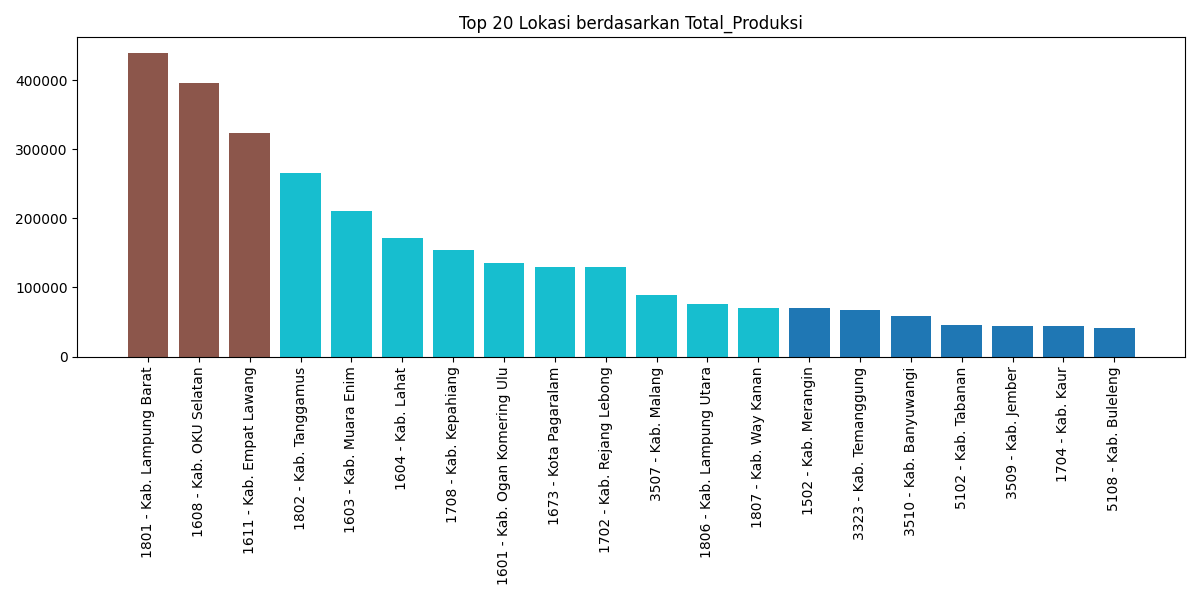 Top 20 Lokasi berdasarkan Total_Produksi
400000
300000
200000
100000
0
1801 - Kab. Lampung Barat
1608 - Kab. OKU Selatan
1611 - Kab. Empat Lawang
1802 - Kab. Tanggamus
1603 - Kab. Muara Enim
1604 - Kab. Lahat
1708 - Kab. Kepahiang
1601 - Kab. Ogan Komering Ulu
1673 - Kota Pagaralam
1702 - Kab. Rejang Lebong
3507 - Kab. Malang
1806 - Kab. Lampung Utara
1807 - Kab. Way Kanan
1502 - Kab. Merangin
3323 - Kab. Temanggung
3510 - Kab. Banyuwangi
5102 - Kab. Tabanan
3509 - Kab. Jember
1704 - Kab. Kaur
5108 - Kab. Buleleng